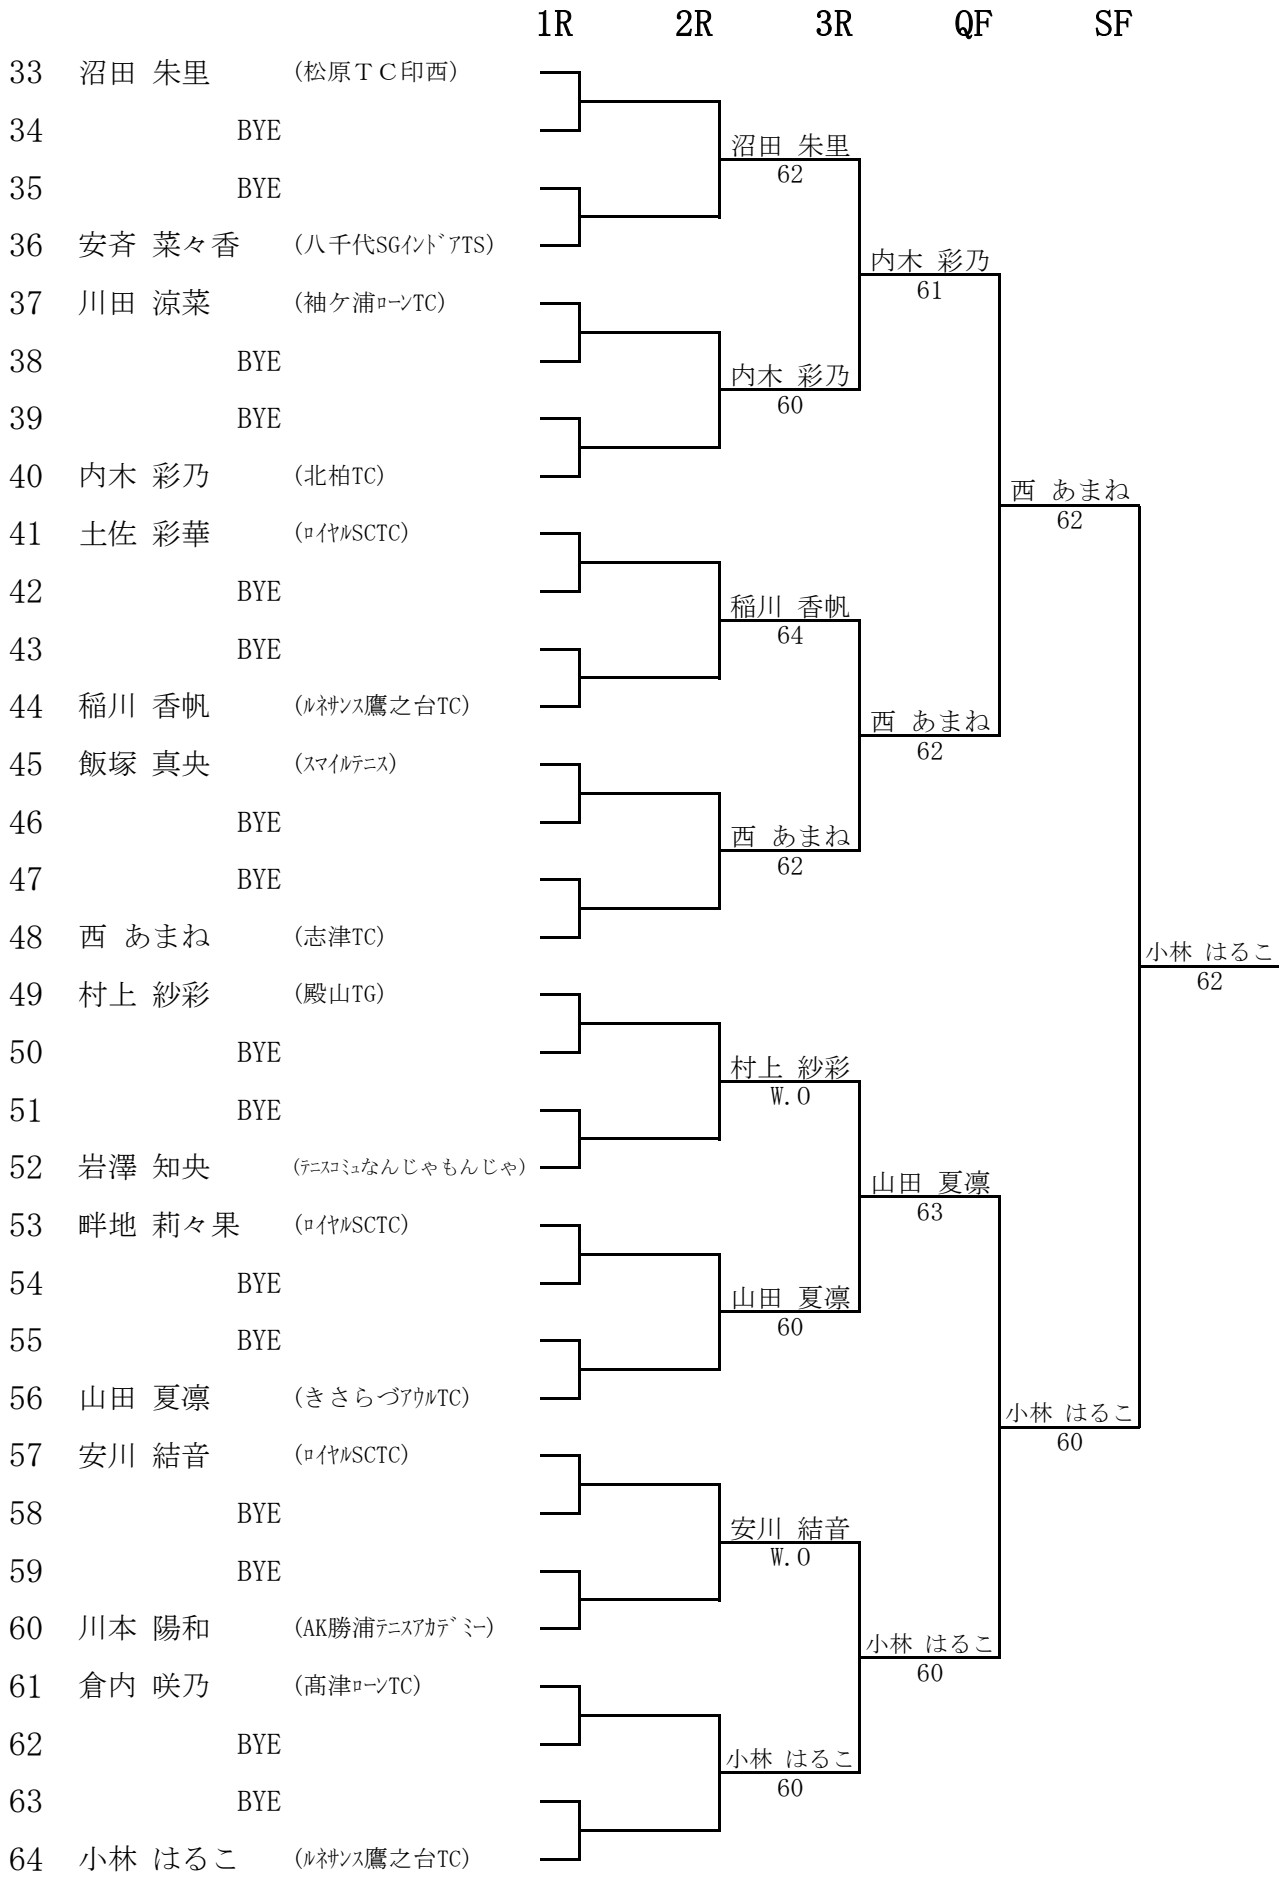 1R 2R 3R QF SF
33 沼田 朱里 (松原ＴＣ印西)
34 BYE
沼田 朱里
62
35 BYE
36 安斉 菜々香 (八千代SGｲﾝﾄﾞｱTS)
内木 彩乃
61
37 川田 涼菜 (袖ケ浦ﾛｰﾝTC)
38 BYE
内木 彩乃
60
39 BYE
40 内木 彩乃 (北柏TC)
西 あまね
62
41 土佐 彩華 (ﾛｲﾔﾙSCTC)
42 BYE
稲川 香帆
64
43 BYE
44 稲川 香帆 (ﾙﾈｻﾝｽ鷹之台TC)
西 あまね
62
45 飯塚 真央 (ｽﾏｲﾙﾃﾆｽ)
46 BYE
西 あまね
62
47 BYE
48 西 あまね (志津TC)
小林 はるこ
62
49 村上 紗彩 (殿山TG)
50 BYE
村上 紗彩
W.O
51 BYE
52 岩澤 知央 (ﾃﾆｽｺﾐｭなんじゃもんじゃ)
山田 夏凛
63
53 畔地 莉々果 (ﾛｲﾔﾙSCTC)
54 BYE
山田 夏凛
60
55 BYE
56 山田 夏凛 (きさらづｱｳﾙTC)
小林 はるこ
60
57 安川 結音 (ﾛｲﾔﾙSCTC)
58 BYE
安川 結音
W.O
59 BYE
60 川本 陽和 (AK勝浦ﾃﾆｽｱｶﾃﾞﾐｰ)
小林 はるこ
60
61 倉内 咲乃 (髙津ﾛｰﾝTC)
62 BYE
小林 はるこ
60
63 BYE
64 小林 はるこ (ﾙﾈｻﾝｽ鷹之台TC)